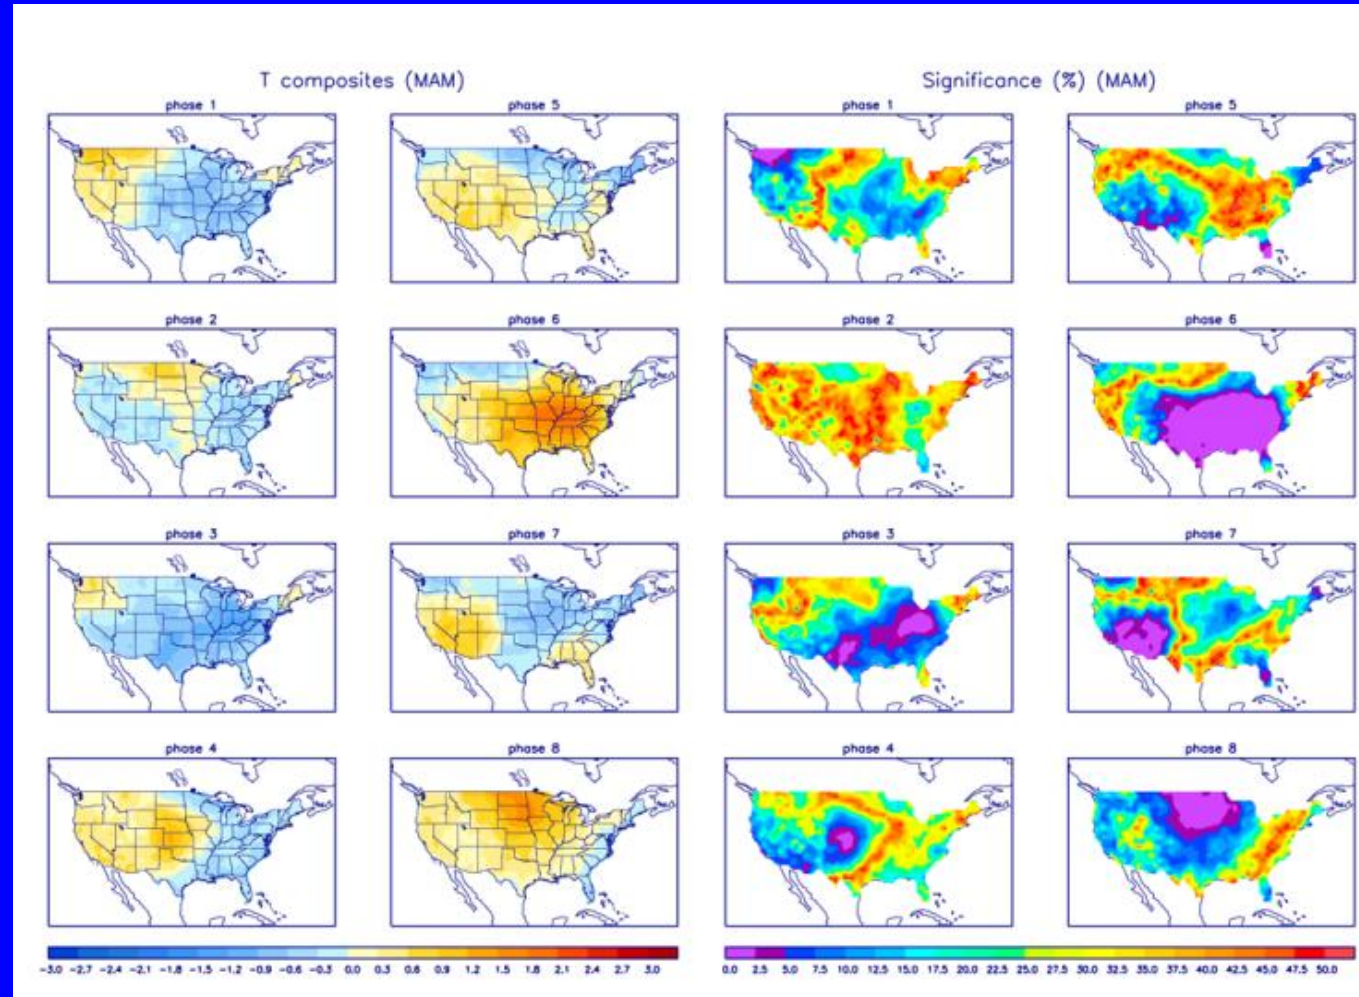 T composites (MAM)
Significance (%) (MAM)
phase 1
phase 5
phase 1
phase 5
phase 2
phase 6
phase 2
phase 6
phase 3
phase 7
phase 3
phase 7
phase 4
phase 8
phase 4
phase 8
-3.0 -2.7 -2.4 -2.1 -1.8 -1.5 -1.2 -0.9 -0.6 -0.3 0.0 0.3 0.6 0.9 1.2 1.5 1.8 2.1 2.4 2.7 3.0
0.0 2.5 5.0 7.5 10.0 12.5 15.0 17.5 20.0 22.5 25.0 27.5 30.0 32.5 35.0 37.5 40.0 42.5 45.0 47.5 50.0